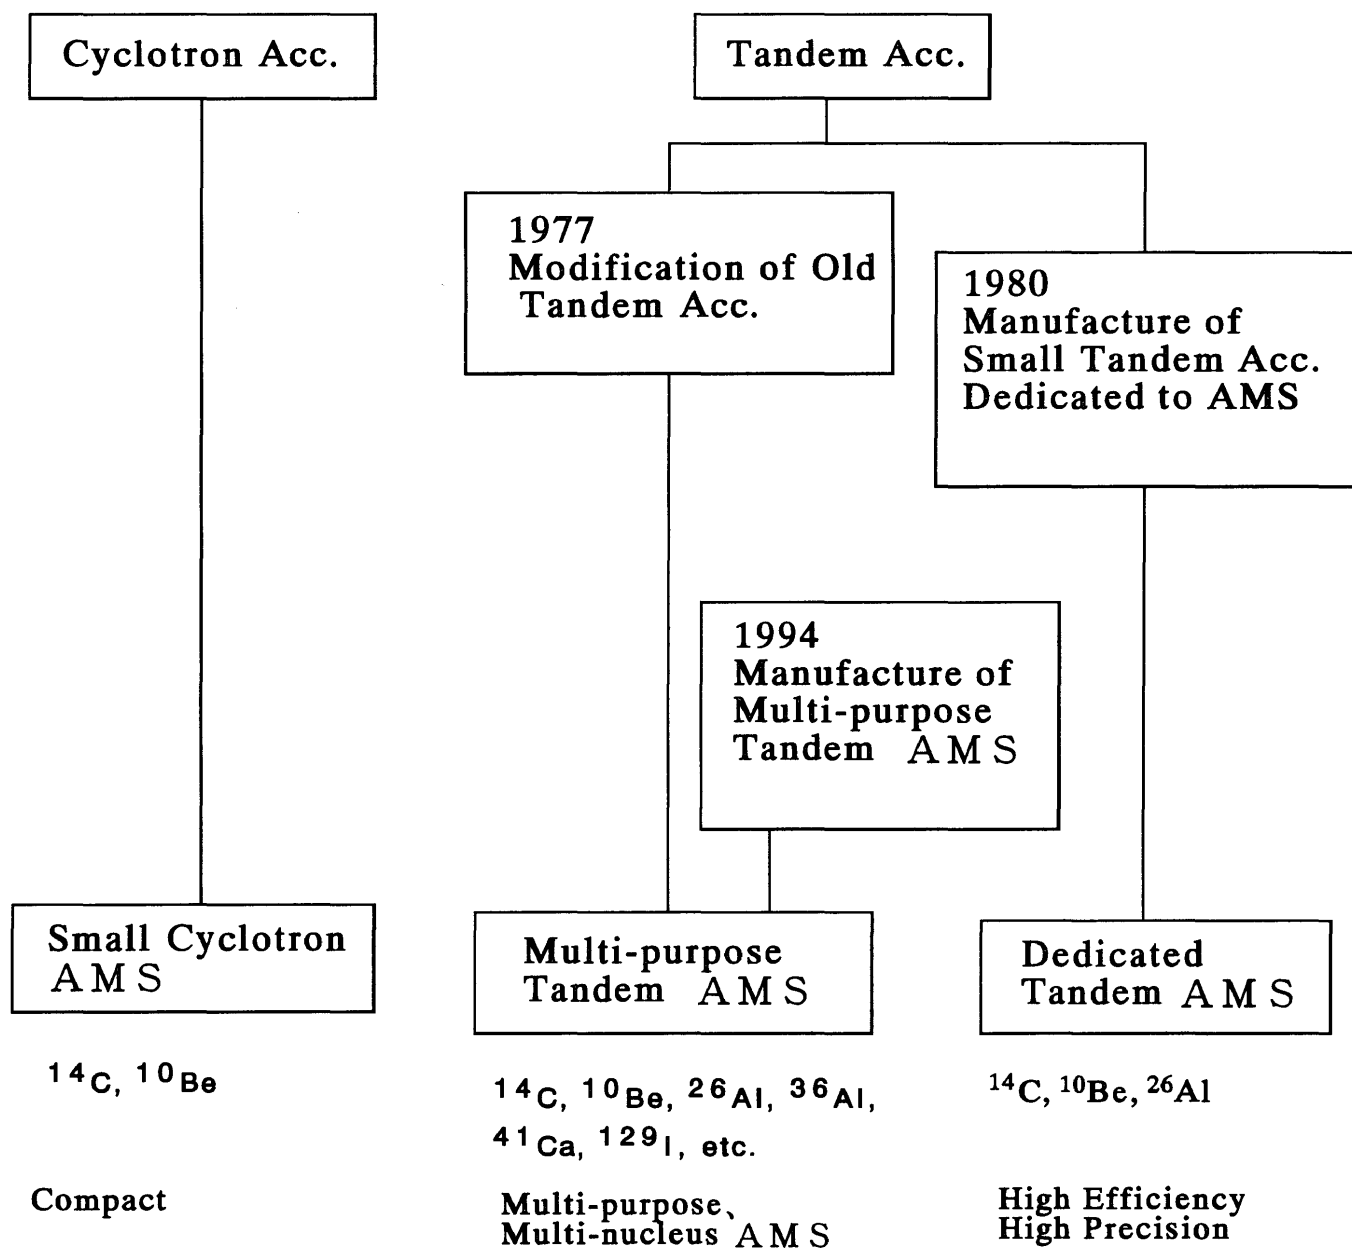 Cyclotron Acc.
Tandem Acc.
1977
Modification of Old
Tandem Acc.
1980
Manufacture of
Small Tandem Acc.
Dedicated to AMS
1994
Manufacture of
Multi-purpose
Tandem AMS
Small Cyclotron
AMS
Multi-purpose
Tandem AMS
Dedicated
Tandem AMS
¹⁴C, ¹⁰Be
¹⁴C, ¹⁰Be, ²⁶Al, ³⁶Al,
⁴¹Ca, ¹²⁹I, etc.
¹⁴C, ¹⁰Be, ²⁶Al
Compact
Multi-purpose、
Multi-nucleus AMS
High Efficiency
High Precision